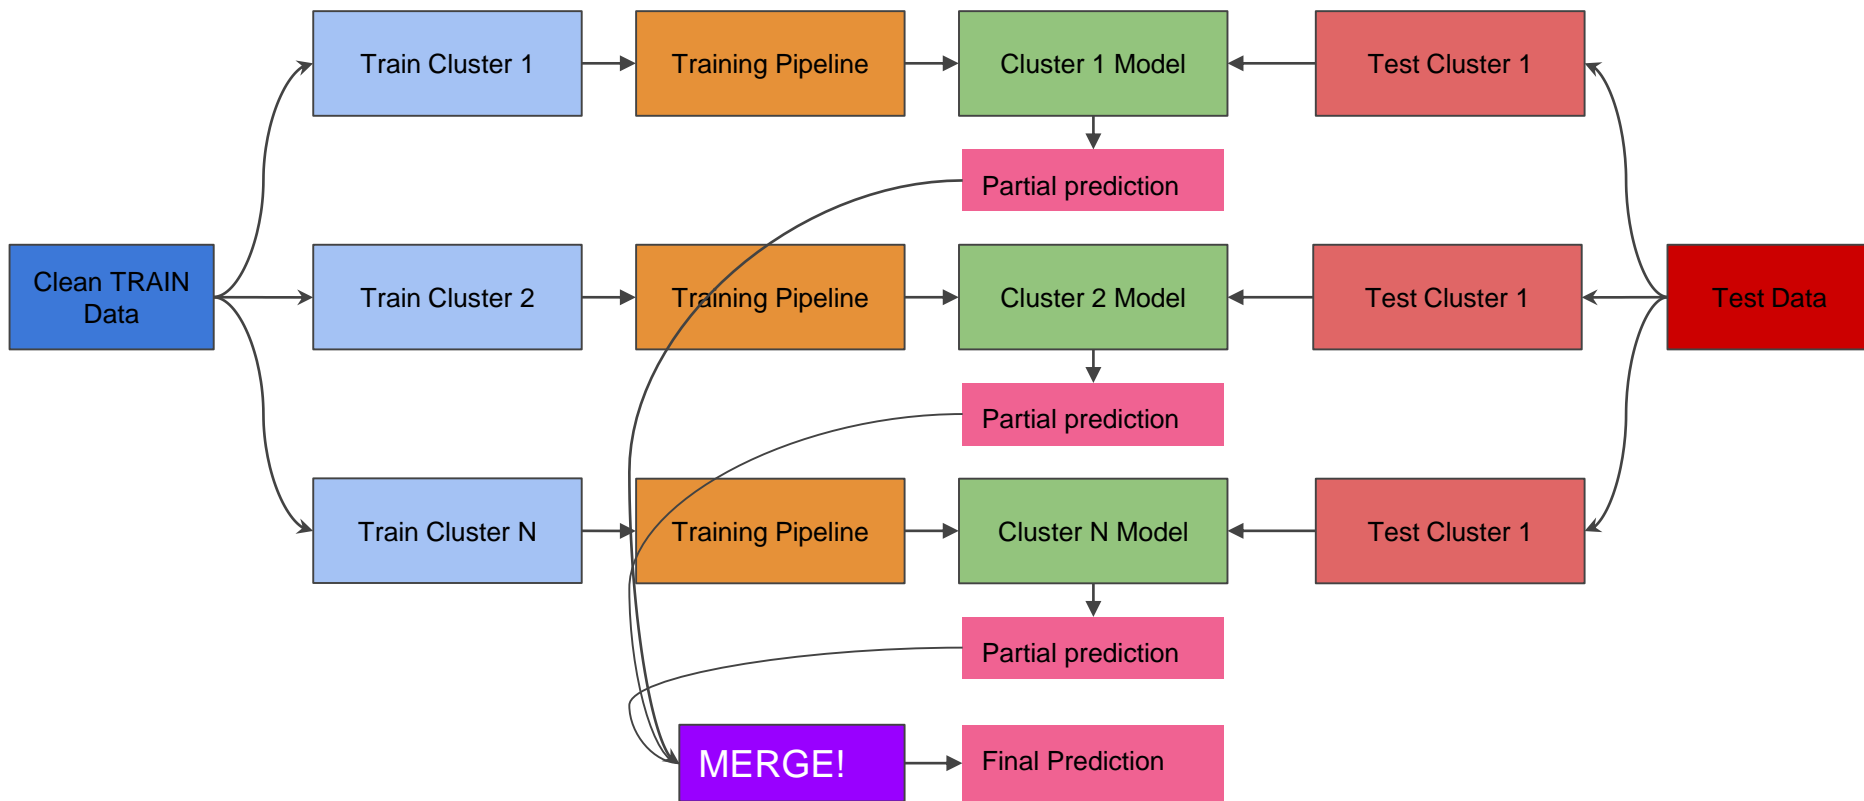 Train Cluster 1
Training Pipeline
Cluster 1 Model
Test Cluster 1
Partial prediction
Clean TRAIN
Data
Train Cluster 2
Training Pipeline
Cluster 2 Model
Test Cluster 1
Test Data
Partial prediction
Train Cluster N
Training Pipeline
Cluster N Model
Test Cluster 1
Partial prediction
MERGE!
Final Prediction